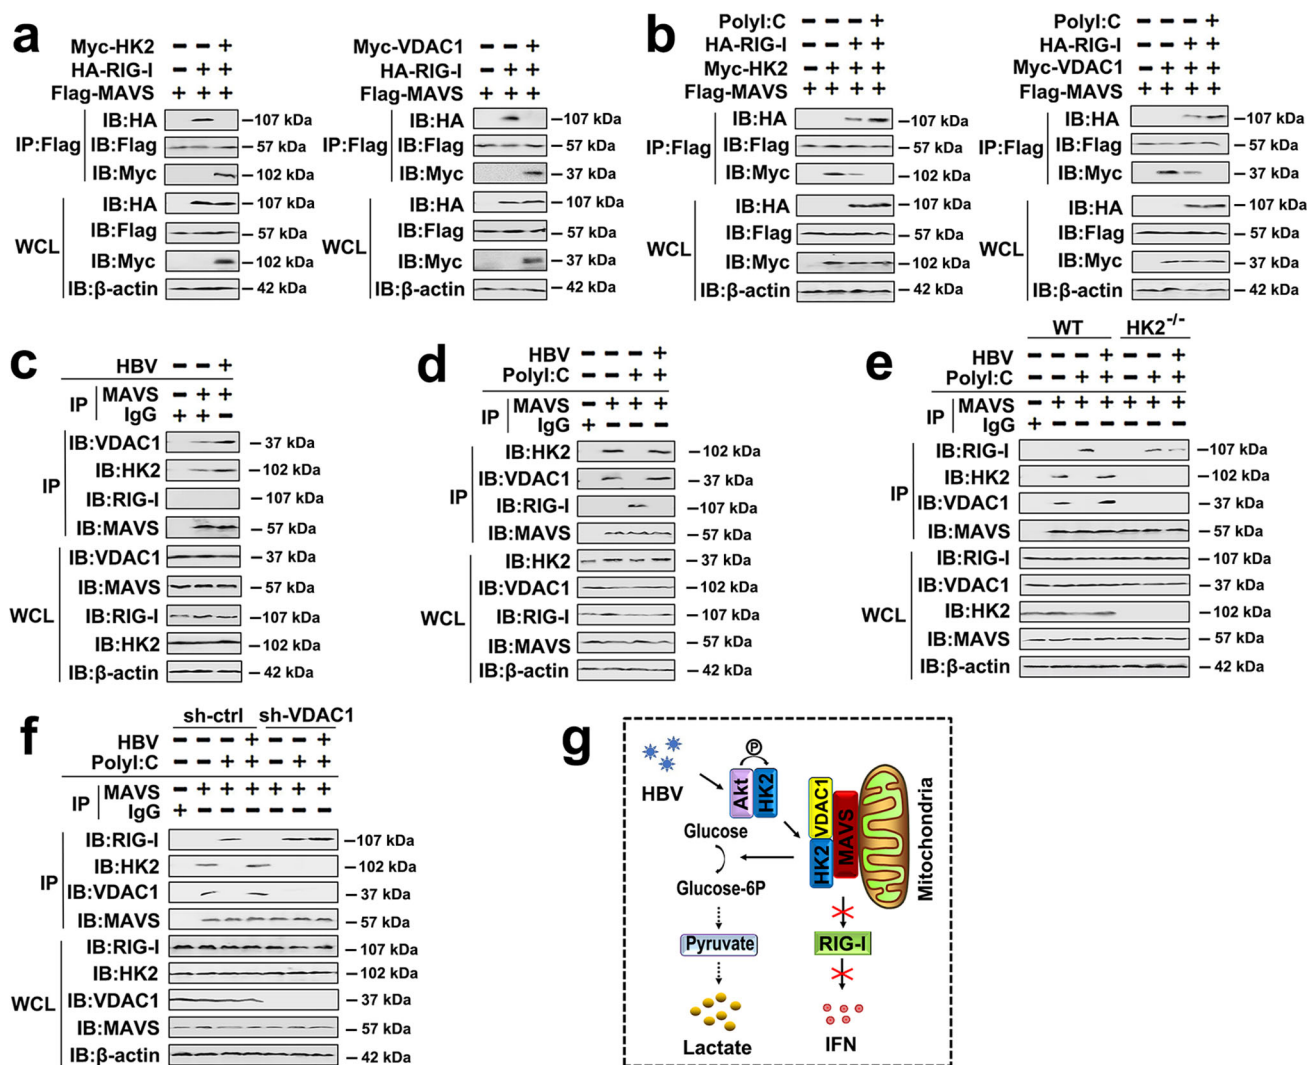 a
Myc-HK2 − − +
HA-RIG-I − + +
Flag-MAVS + + +
IP:Flag
IB:HA −107 kDa
IB:Flag − 57 kDa
IB:Myc − 102 kDa
WCL
IB:HA −107 kDa
IB:Flag − 57 kDa
IB:Myc − 102 kDa
IB:β-actin − 42 kDa
Myc-VDAC1 − − +
HA-RIG-I − + +
Flag-MAVS + + +
IP:Flag
IB:HA −107 kDa
IB:Flag − 57 kDa
IB:Myc − 37 kDa
WCL
IB:HA −107 kDa
IB:Flag − 57 kDa
IB:Myc − 37 kDa
IB:β-actin − 42 kDa
b
PolyI:C − − − +
HA-RIG-I − − + +
Myc-HK2 − + + +
Flag-MAVS + + + +
IP:Flag
IB:HA −107 kDa
IB:Flag − 57 kDa
IB:Myc − 102 kDa
WCL
IB:HA − 107 kDa
IB:Flag − 57 kDa
IB:Myc − 102 kDa
IB:β-actin − 42 kDa
PolyI:C − − − +
HA-RIG-I − − + +
Myc-VDAC1 − + + +
Flag-MAVS + + + +
IP:Flag
IB:HA −107 kDa
IB:Flag − 57 kDa
IB:Myc − 37 kDa
WCL
IB:HA −107 kDa
IB:Flag − 57 kDa
IB:Myc − 37 kDa
IB:β-actin − 42 kDa
c
HBV − − +
IP
MAVS − + +
IgG + + −
IP
IB:VDAC1 − 37 kDa
IB:HK2 − 102 kDa
IB:RIG-I − 107 kDa
IB:MAVS − 57 kDa
WCL
IB:VDAC1 − 37 kDa
IB:MAVS − 57 kDa
IB:RIG-I −107 kDa
IB:HK2 − 102 kDa
IB:β-actin − 42 kDa
d
HBV − − − +
PolyI:C − − + +
IP
MAVS − + + +
IgG + − − −
IP
IB:HK2 −102 kDa
IB:VDAC1 − 37 kDa
IB:RIG-I −107 kDa
IB:MAVS − 57 kDa
WCL
IB:HK2 − 37 kDa
IB:VDAC1 − 102 kDa
IB:RIG-I − 107 kDa
IB:MAVS − 57 kDa
IB:β-actin − 42 kDa
e
WT HK2-/-
HBV − − − + − − +
PolyI:C − − + + − + +
IP
MAVS − + + + + + +
IgG + − − − − − −
IP
IB:RIG-I −107 kDa
IB:HK2 −102 kDa
IB:VDAC1 − 37 kDa
IB:MAVS − 57 kDa
WCL
IB:RIG-I −107 kDa
IB:VDAC1 − 37 kDa
IB:HK2 − 102 kDa
IB:MAVS − 57 kDa
IB:β-actin − 42 kDa
f
sh-ctrl sh-VDAC1
HBV − − − + − − +
PolyI:C − − + + − + +
IP
MAVS − + + + + + +
IgG + − − − − − −
IP
IB:RIG-I −107 kDa
IB:HK2 −102 kDa
IB:VDAC1 − 37 kDa
IB:MAVS − 57 kDa
WCL
IB:RIG-I − 107 kDa
IB:HK2 − 102 kDa
IB:VDAC1 − 37 kDa
IB:MAVS − 57 kDa
IB:β-actin − 42 kDa
g
P
HBV
Akt
HK2
VDAC1
MAVS
HK2
Mitochondria
Glucose
Glucose-6P
Pyruvate
RIG-I
Lactate
IFN